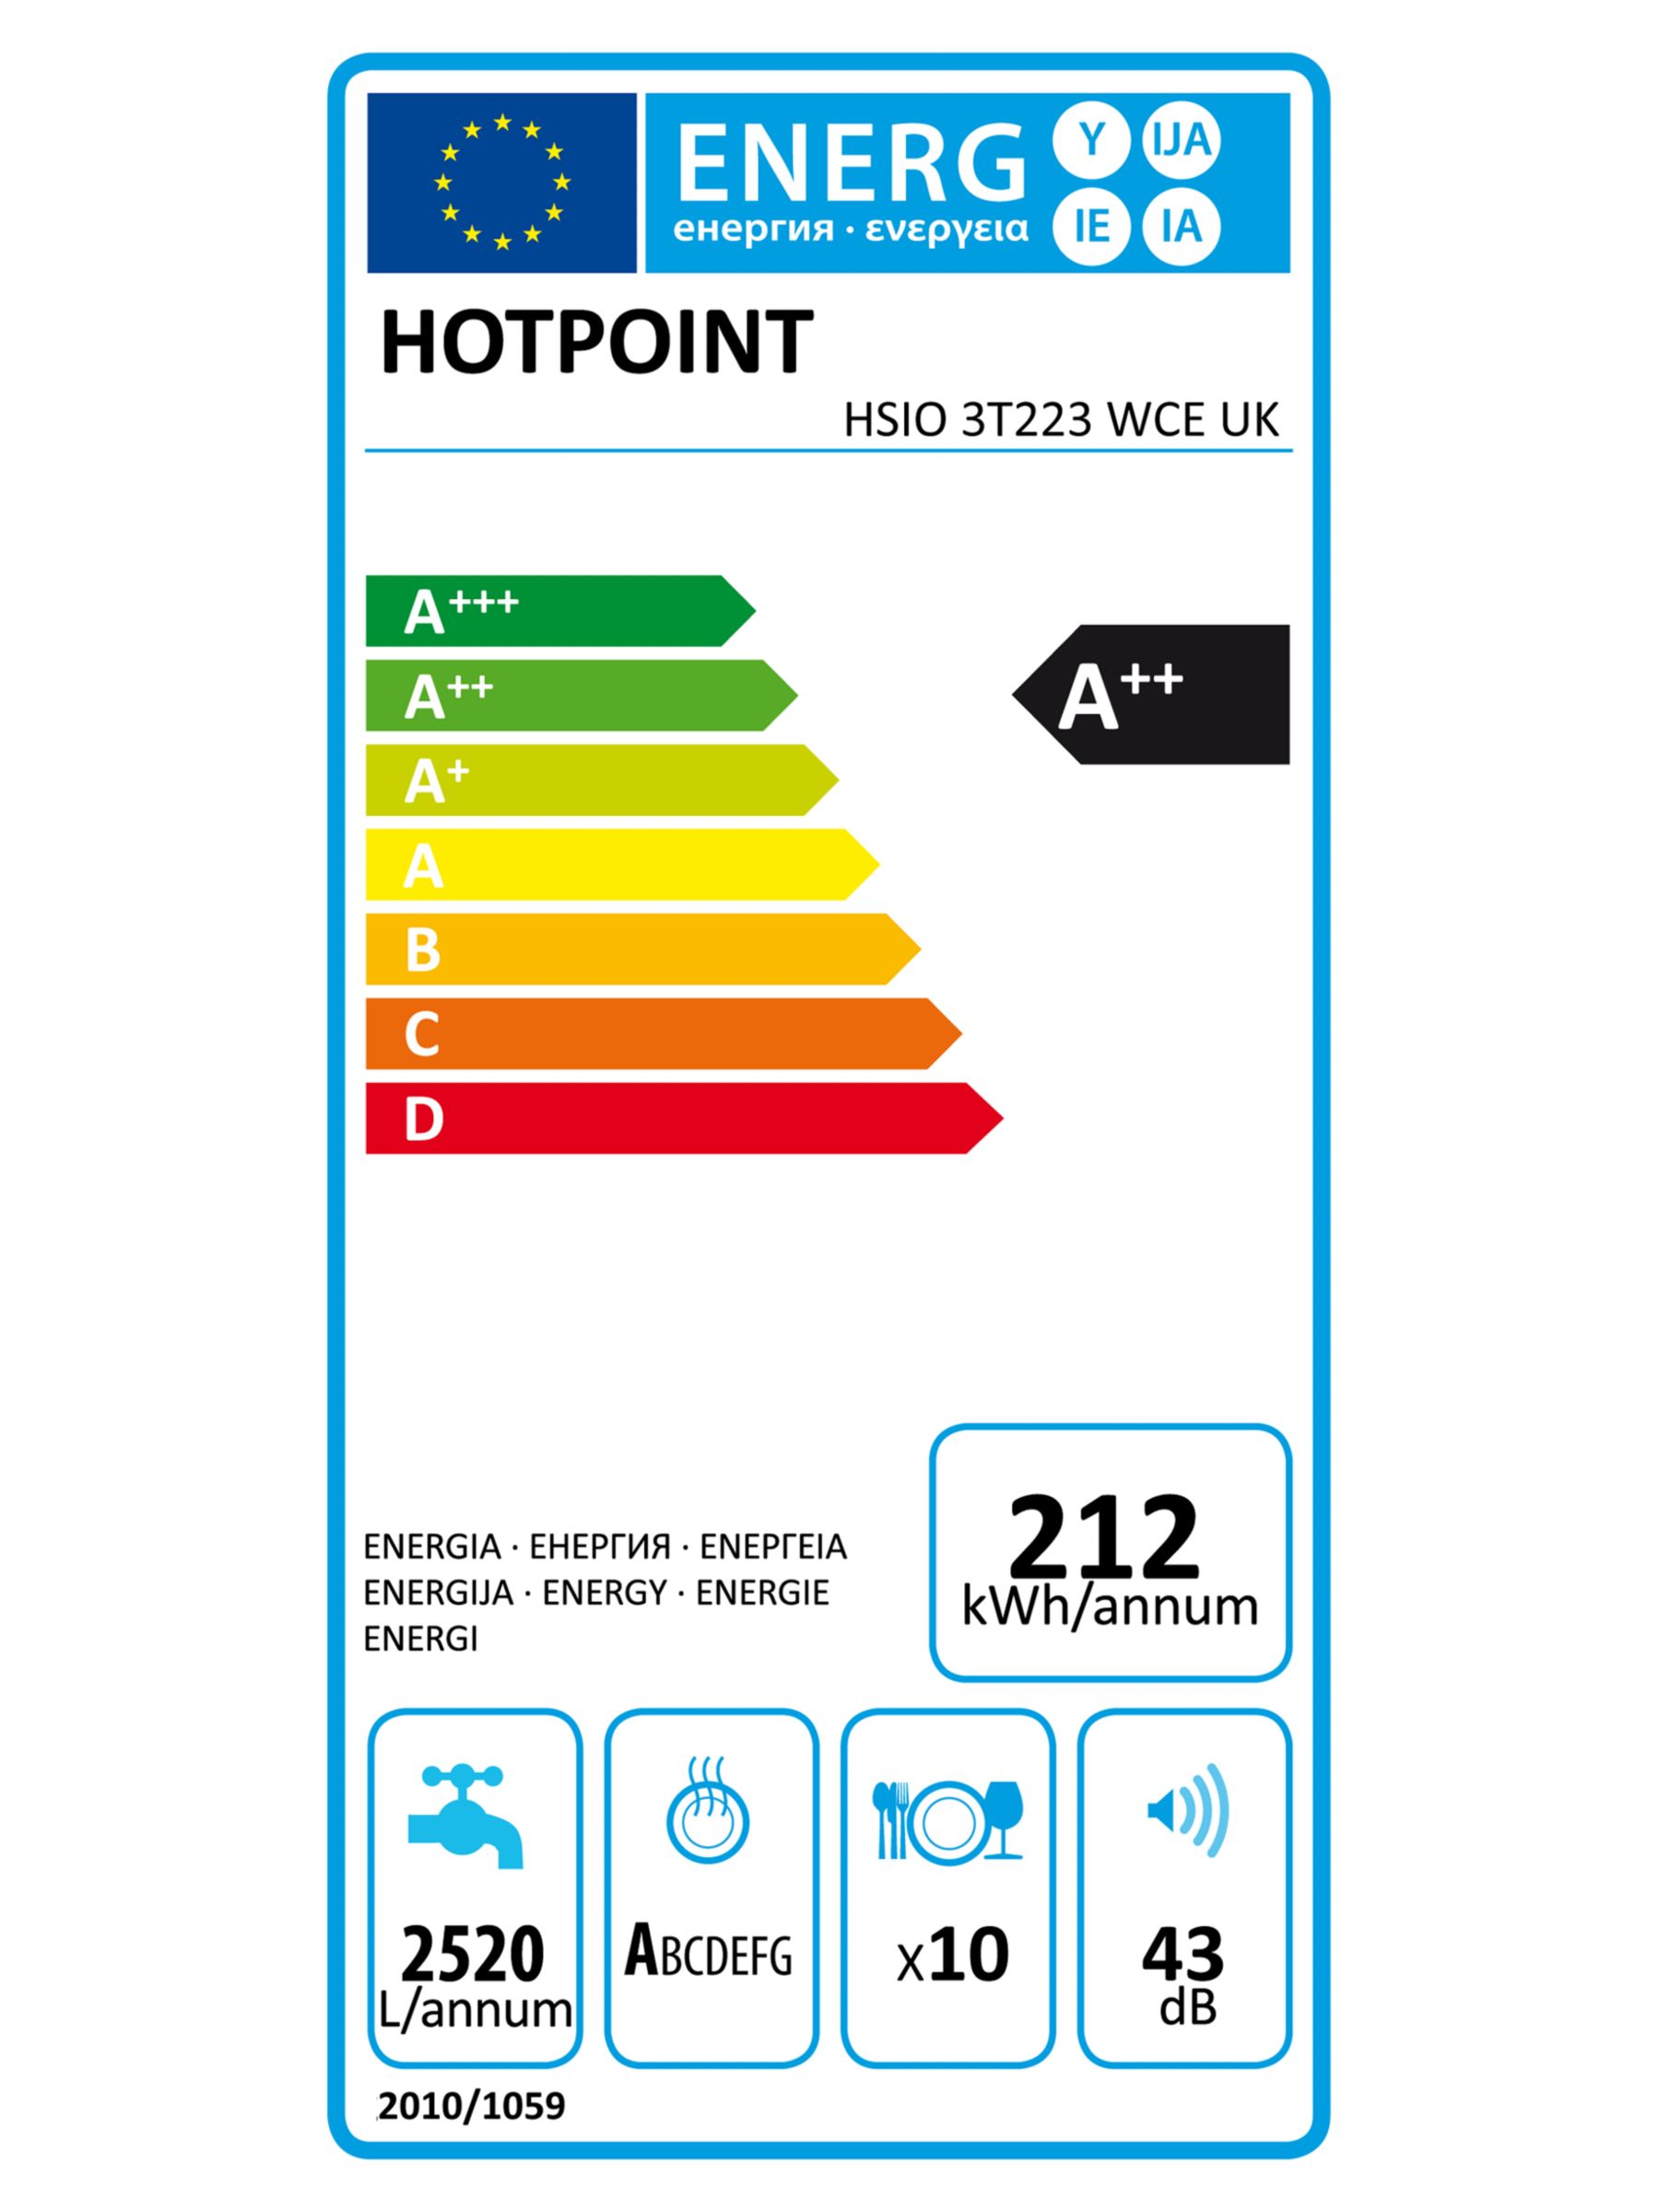 ENERG Y IJA
енергия · ενεργεια IE IA
HOTPOINT
HSIO 3T223 WCE UK
A+++
A++
A++
A+
A
B
C
D
212
kWh/annum
ENERGIA · ЕНЕРГИЯ · ΕΝΕΡΓΕΙΑ
ENERGIJA · ENERGY · ENERGIE
ENERGI
2520
L/annum
ABCDEFG
x10
43
dB
2010/1059